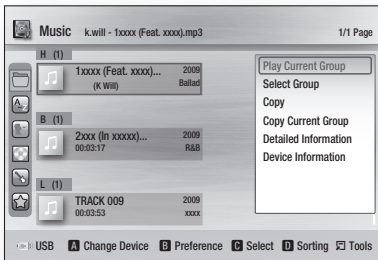 Music k.will - 1xxxx (Feat. xxxx).mp3 1/1 Page
H (1)
1xxxx (Feat. xxxx)... 2009
(K Will) Ballad
B (1)
2xxx (In xxxxx)... 2009
00:03:17 R&B
L (1)
TRACK 009 2009
00:03:53 xxxx
Play Current Group
Select Group
Copy
Copy Current Group
Detailed Information
Device Information
USB A Change Device B Preference C Select D Sorting Tools